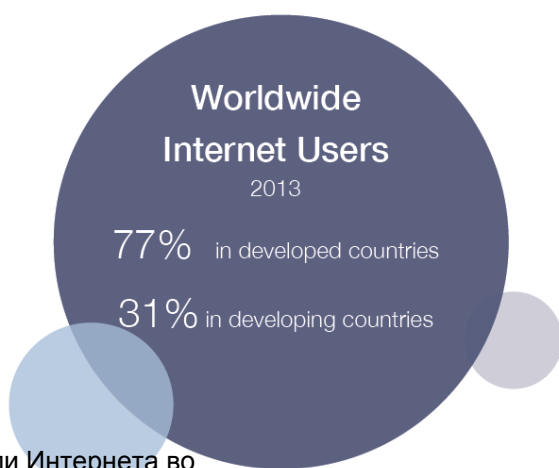 Worldwide
Internet Users
2013
77% in developed countries
31% in developing countries
Интернета во